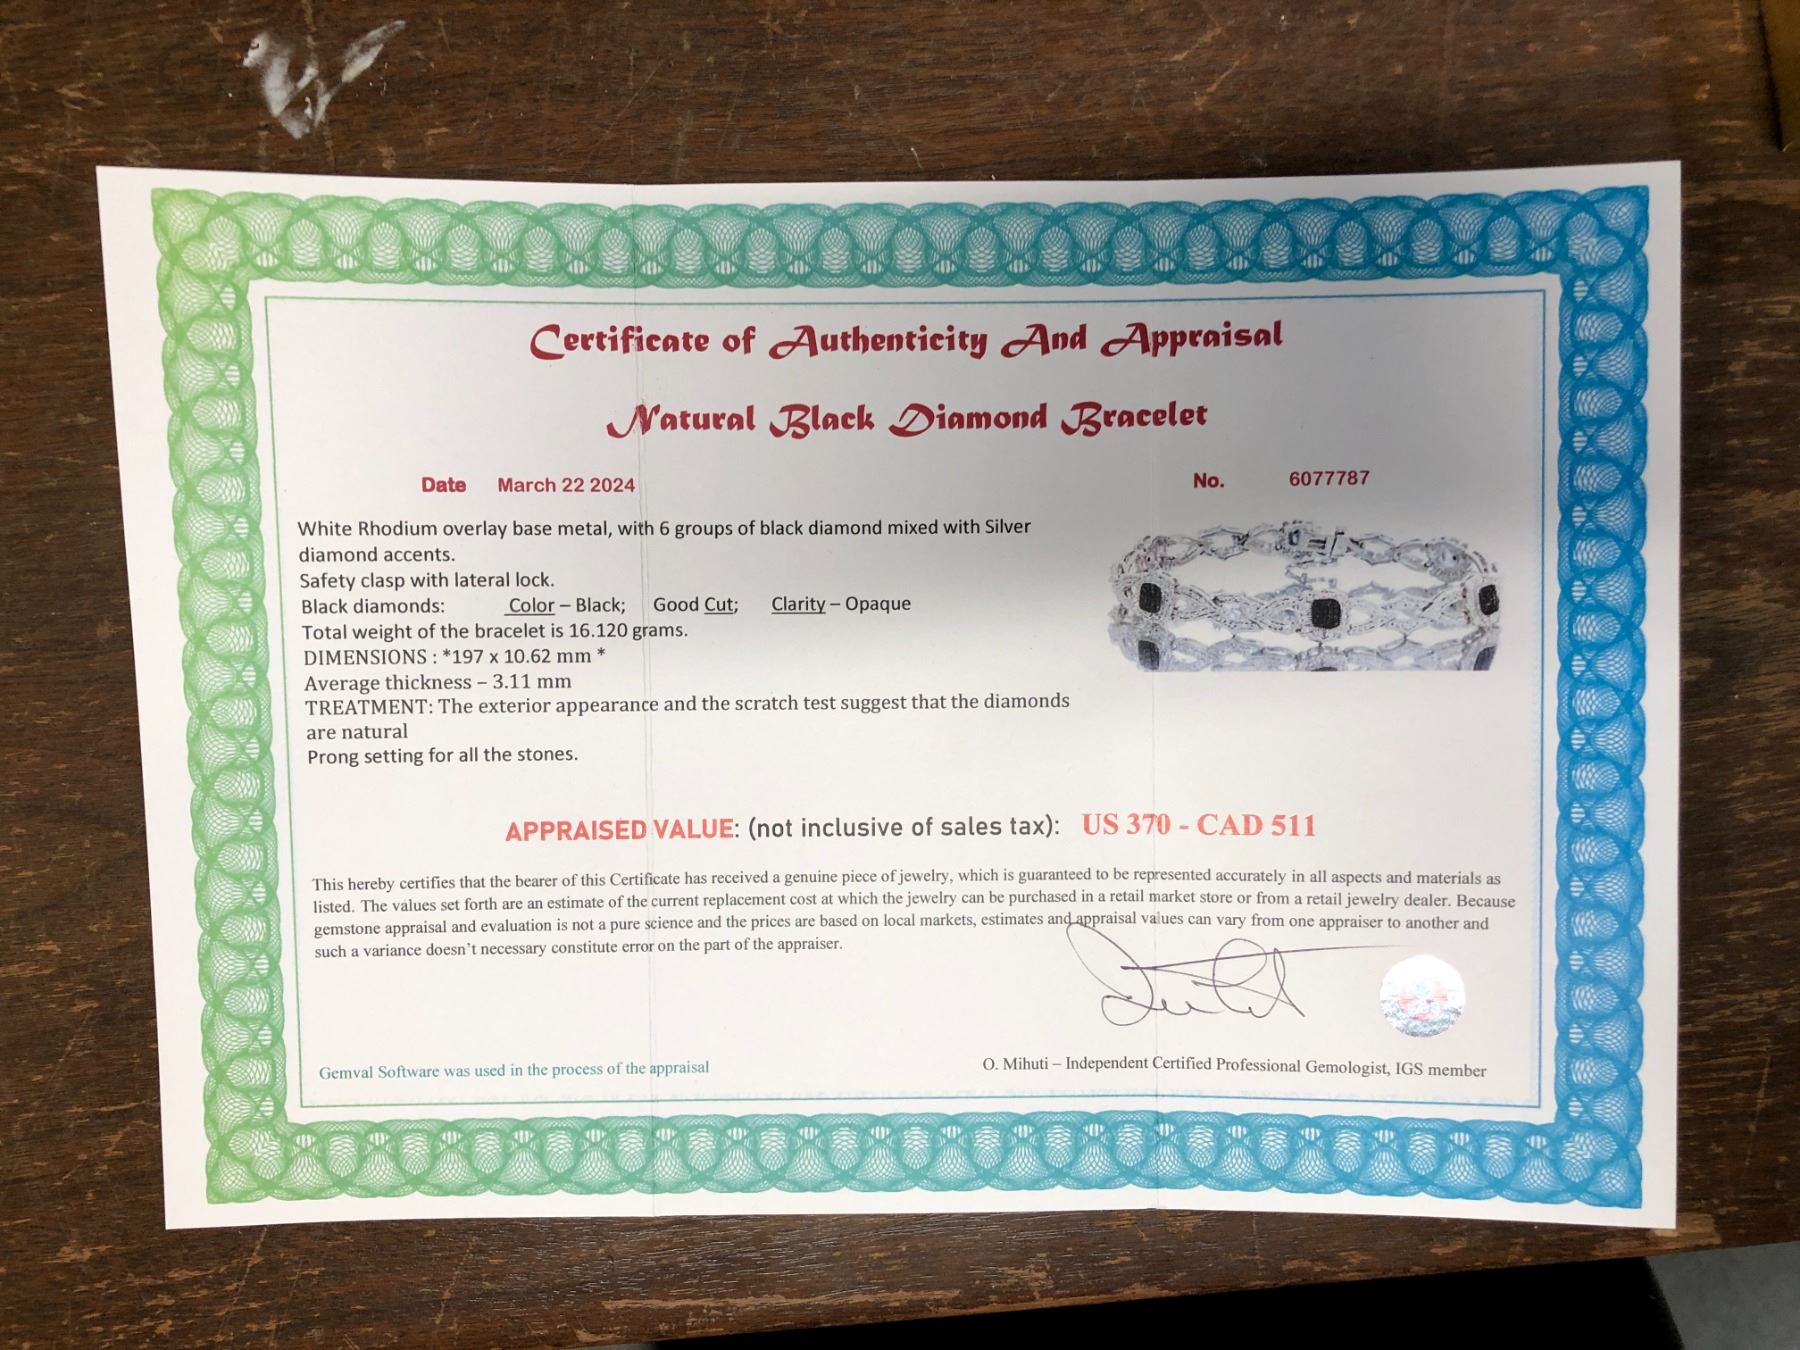 Certificate of Authenticity And Appraisal
Natural Black Diamond Bracelet
Date March 22 2024
No. 6077787
White Rhodium overlay base metal, with 6 groups of black diamond mixed with Silver
diamond accents.
Safety clasp with lateral lock.
Black diamonds: Color – Black; Good Cut; Clarity – Opaque
Total weight of the bracelet is 16.120 grams.
DIMENSIONS : *197 x 10.62 mm *
Average thickness – 3.11 mm
TREATMENT: The exterior appearance and the scratch test suggest that the diamonds
are natural
Prong setting for all the stones.
APPRAISED VALUE: (not inclusive of sales tax): US 370 - CAD 511
This hereby certifies that the bearer of this Certificate has received a genuine piece of jewelry, which is guaranteed to be represented accurately in all aspects and materials as
listed. The values set forth are an estimate of the current replacement cost at which the jewelry can be purchased in a retail market store or from a retail jewelry dealer. Because
gemstone appraisal and evaluation is not a pure science and the prices are based on local markets, estimates and appraisal values can vary from one appraiser to another and
such a variance doesn't necessary constitute error on the part of the appraiser.
Gemval Software was used in the process of the appraisal
O. Mihuti – Independent Certified Professional Gemologist, IGS member